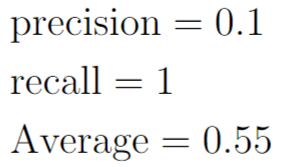 precision = 0.1
recall = 1
Average = 0.55